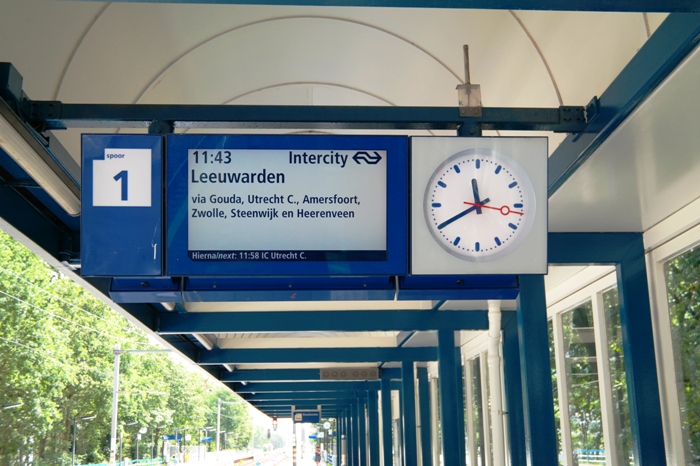 spoor
1
11:43 Intercity
Leeuwarden
via Gouda, Utrecht C., Amersfoort,
Zwolle, Steenwijk en Heerenveen
Hierna/next: 11:58 IC Utrecht C.